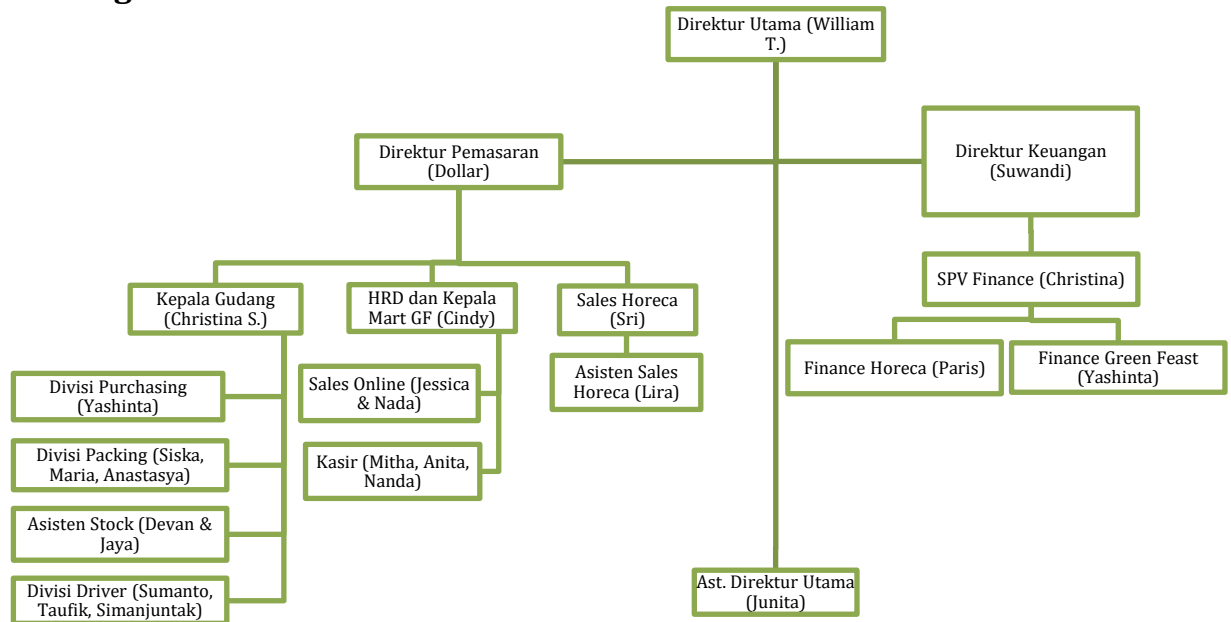 Direktur Utama (William
T.)
Direktur Pemasaran
(Dollar)
Direktur Keuangan
(Suwandi)
SPV Finance (Christina)
Kepala Gudang
(Christina S.)
HRD dan Kepala
Mart GF (Cindy)
Sales Horeca
(Sri)
Finance Horeca (Paris)
Finance Green Feast
(Yashinta)
Divisi Purchasing
(Yashinta)
Sales Online (Jessica
& Nada)
Asisten Sales
Horeca (Lira)
Divisi Packing (Siska,
Maria, Anastasya)
Kasir (Mitha, Anita,
Nanda)
Asisten Stock (Devan &
Jaya)
Divisi Driver (Sumanto,
Taufik, Simanjuntak)
Ast. Direktur Utama
(Junita)